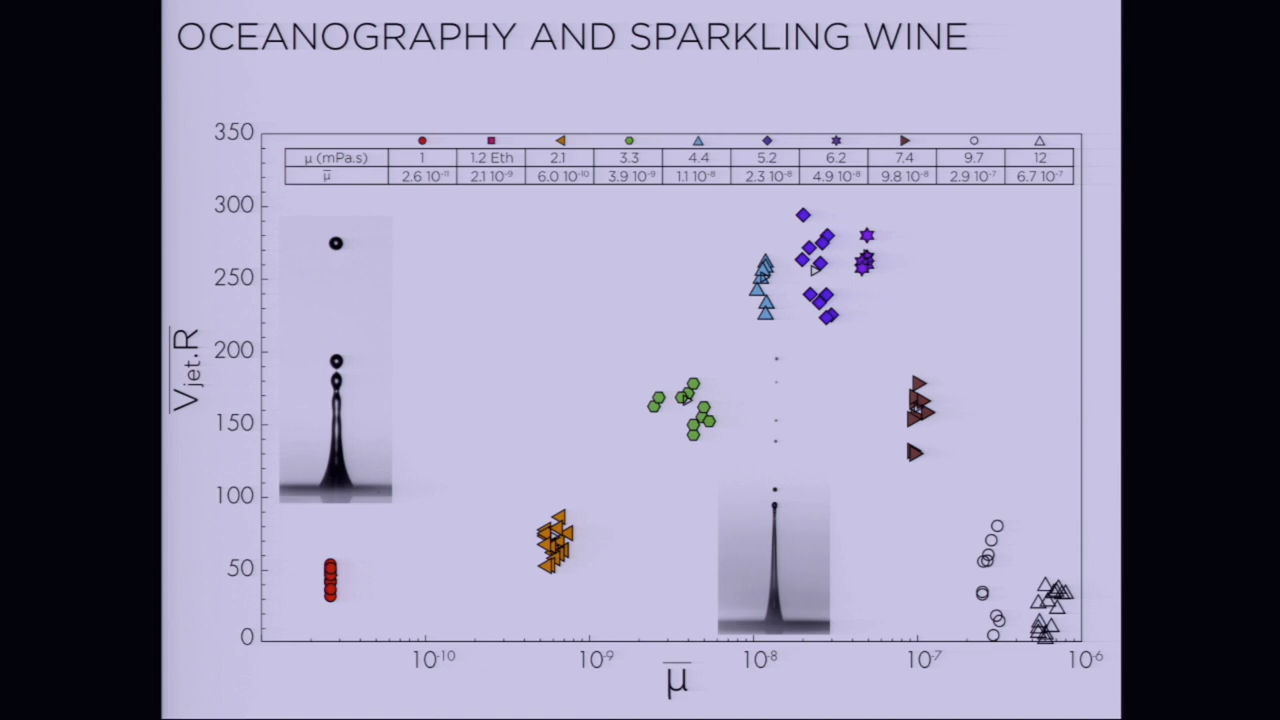 OCEANOGRAPHY AND SPARKLING WINE
350
μ (mPa.s) 1 1.2 Eth 2.1 3.3 4.4 5.2 6.2 7.4 9.7 12
μ̅ 2.6 10⁻¹¹ 2.1 10⁻⁹ 6.0 10⁻¹⁰ 3.9 10⁻⁹ 1.1 10⁻⁸ 2.3 10⁻⁸ 4.9 10⁻⁸ 9.8 10⁻⁸ 2.9 10⁻⁷ 6.7 10⁻⁷
300
250
200
V̅jet.R
150
100
50
0
10⁻¹⁰ 10⁻⁹ 10⁻⁸ 10⁻⁷ 10⁻⁶
μ̅